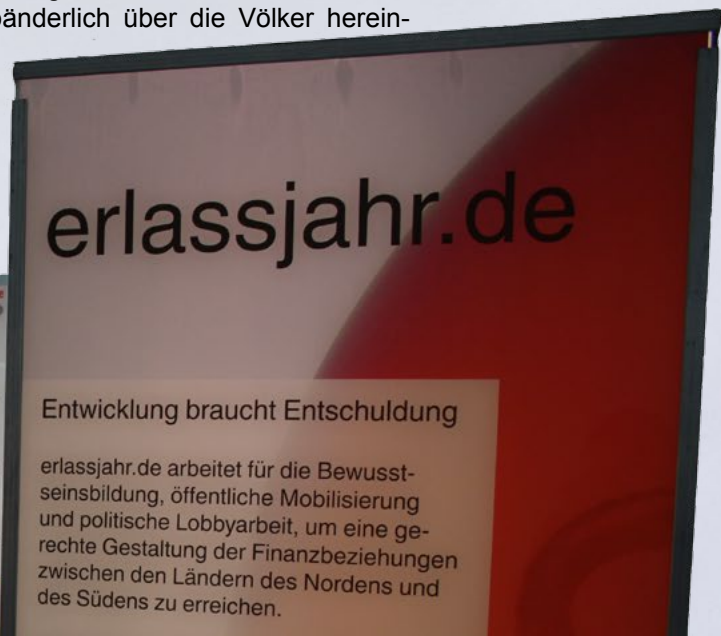 über die Völker herein-
erlassjahr.de
Entwicklung braucht Entschuldung
erlassjahr.de arbeitet für die Bewusst-
seinsbildung, öffentliche Mobilisierung
und politische Lobbyarbeit, um eine ge-
rechte Gestaltung der Finanzbeziehungen
zwischen den Ländern des Nordens und
des Südens zu erreichen.